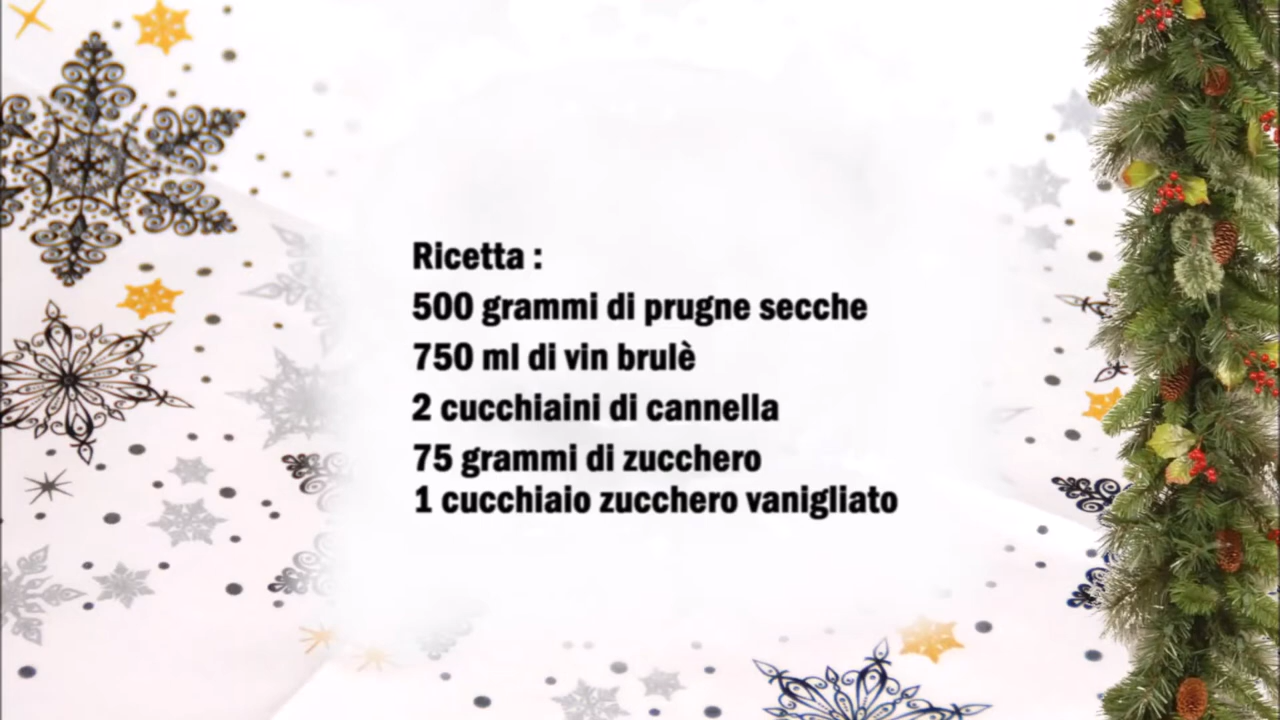 Ricetta :
500 grammi di prugne secche
750 ml di vin brulè
2 cucchiaini di cannella
75 grammi di zucchero
1 cucchiaio zucchero vanigliato